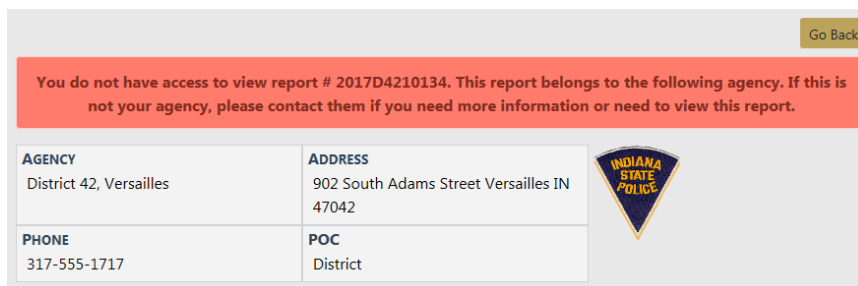 Go Back
You do not have access to view report # 2017D4210134. This report belongs to the following agency. If this is
not your agency, please contact them if you need more information or need to view this report.
AGENCY
District 42, Versailles
ADDRESS
902 South Adams Street Versailles IN
47042
INDIANA
STATE
POLICE
PHONE
317-555-1717
POC
District